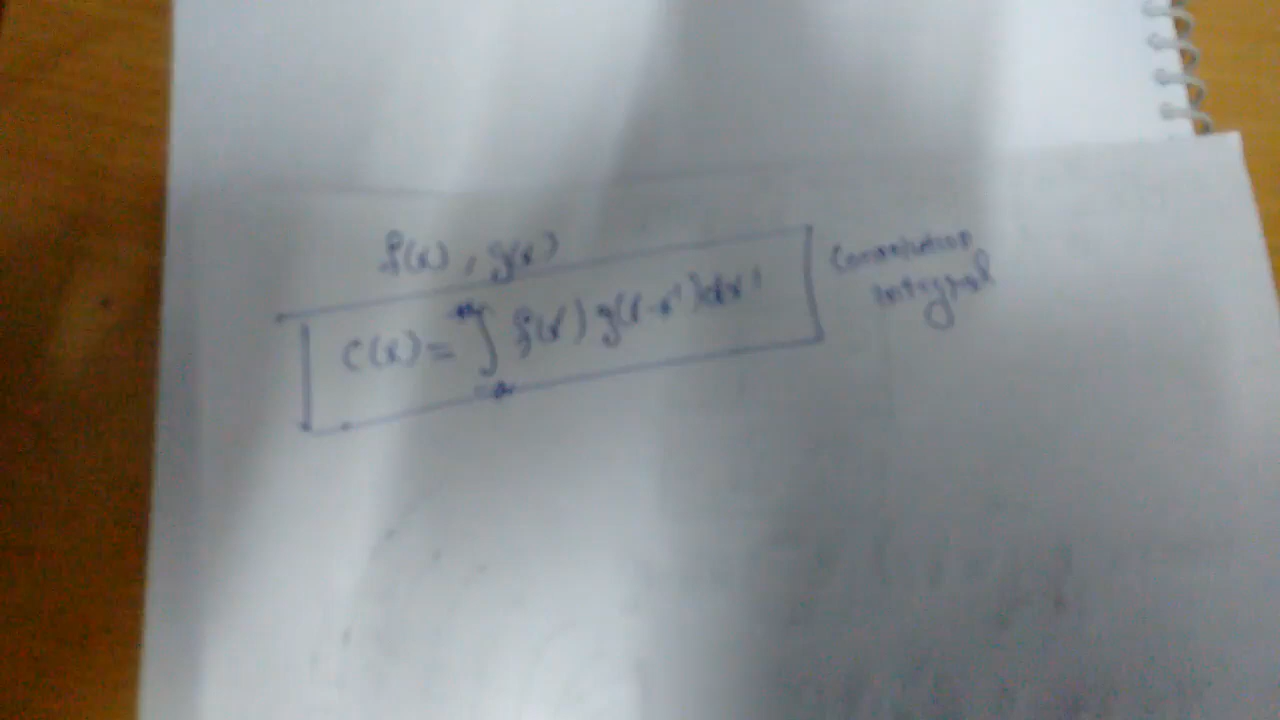 f(x), g(x)
C(x) = ∫_{-∞}^{∞} f(x') g(x-x') dx'
Convolution
integral